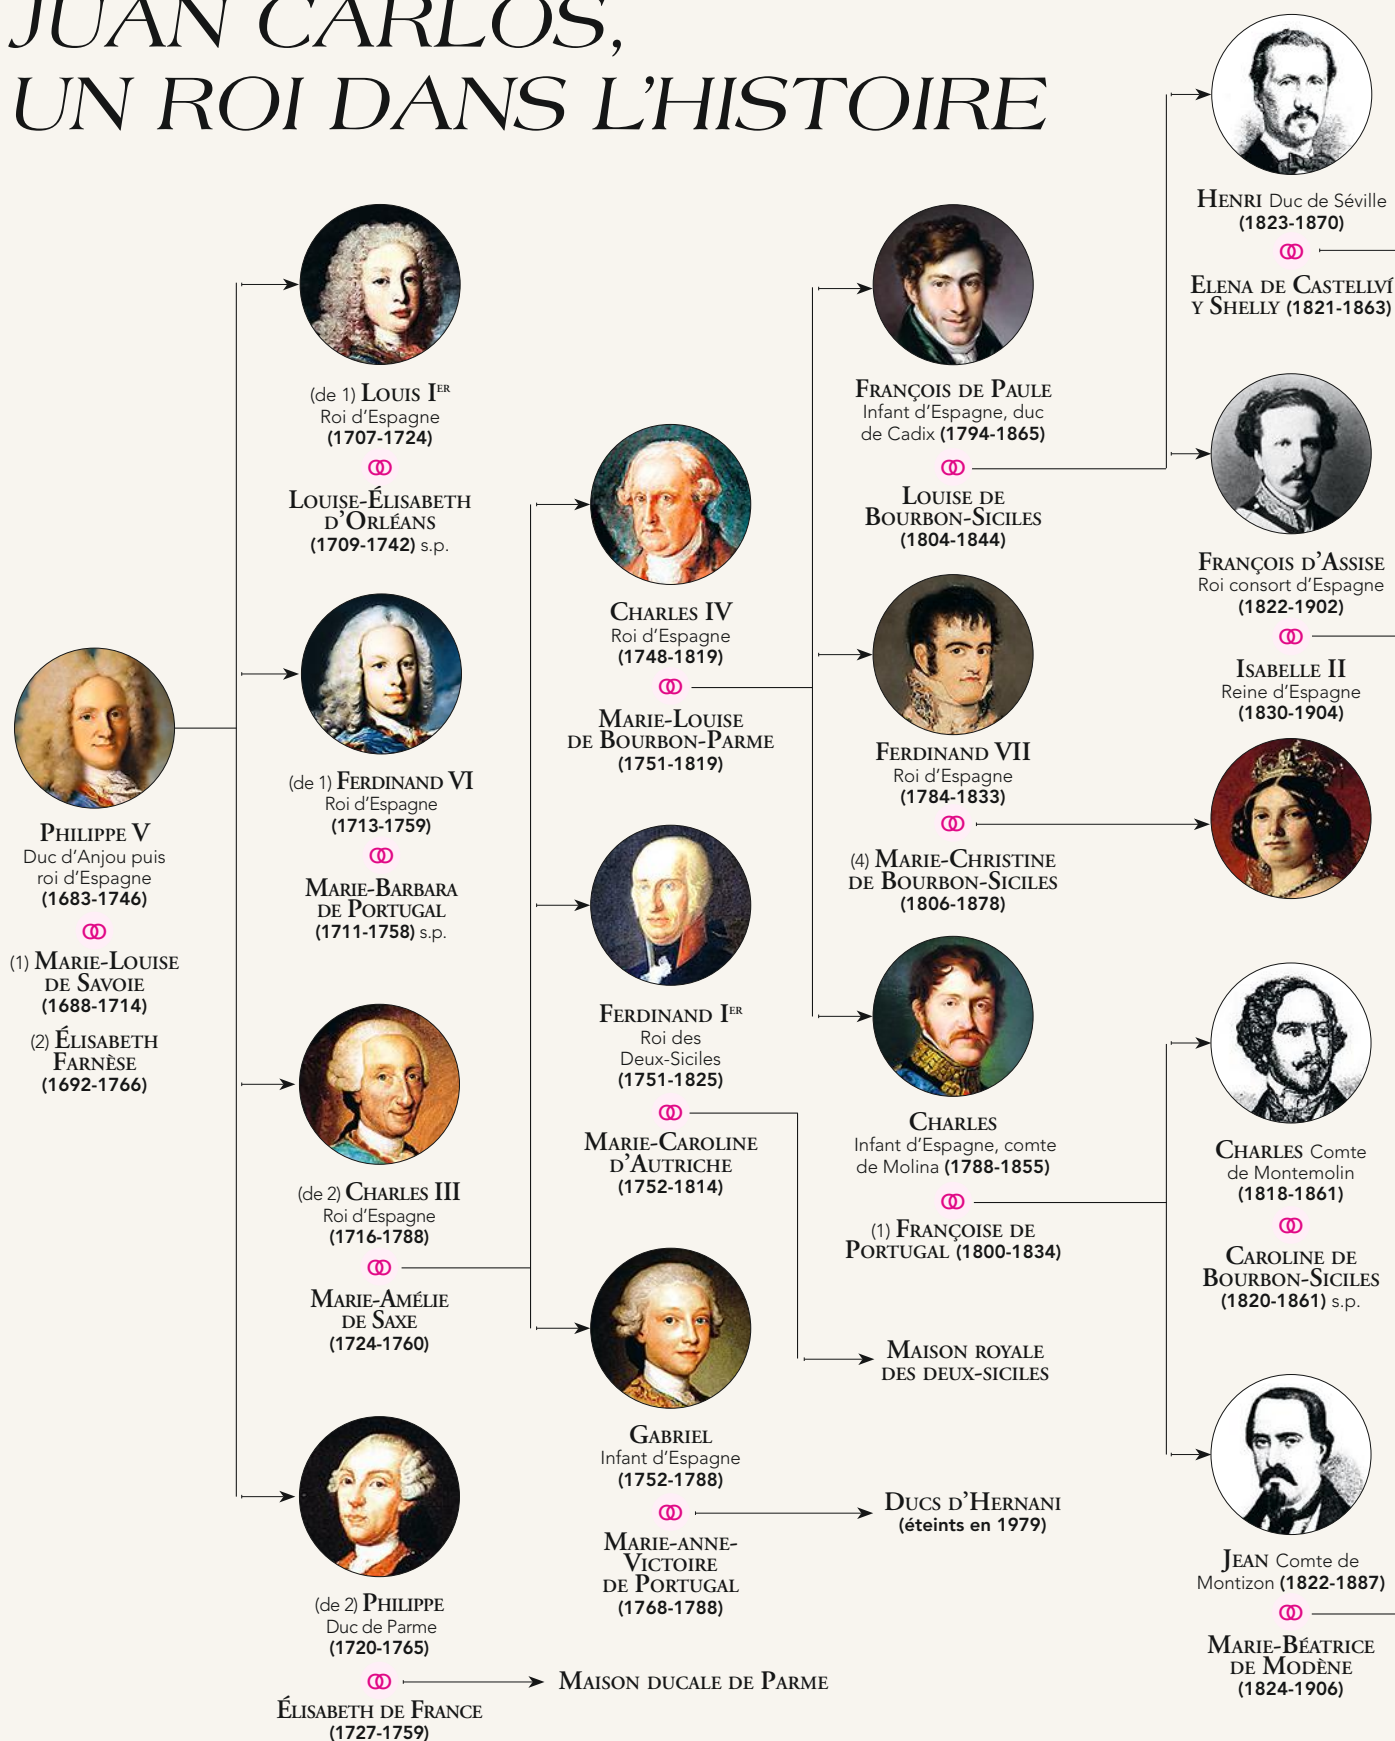 JUAN CARLOS,
UN ROI DANS L'HISTOIRE
PHILIPPE V
Duc d'Anjou puis
roi d'Espagne
(1683-1746)
(1) MARIE-LOUISE
DE SAVOIE
(1688-1714)
(2) ÉLISABETH
FARNÈSE
(1692-1766)
(de 1) LOUIS IER
Roi d'Espagne
(1707-1724)
LOUISE-ÉLISABETH
D'ORLÉANS
(1709-1742) s.p.
(de 1) FERDINAND VI
Roi d'Espagne
(1713-1759)
MARIE-BARBARA
DE PORTUGAL
(1711-1758) s.p.
(de 2) CHARLES III
Roi d'Espagne
(1716-1788)
MARIE-AMÉLIE
DE SAXE
(1724-1760)
(de 2) PHILIPPE
Duc de Parme
(1720-1765)
ÉLISABETH DE FRANCE
(1727-1759)
MAISON DUCALE DE PARME
CHARLES IV
Roi d'Espagne
(1748-1819)
MARIE-LOUISE
DE BOURBON-PARME
(1751-1819)
FERDINAND IER
Roi des
Deux-Siciles
(1751-1825)
MARIE-CAROLINE
D'AUTRICHE
(1752-1814)
GABRIEL
Infant d'Espagne
(1752-1788)
MARIE-ANNE-
VICTOIRE
DE PORTUGAL
(1768-1788)
FRANÇOIS DE PAULE
Infant d'Espagne, duc
de Cadix (1794-1865)
LOUISE DE
BOURBON-SICILES
(1804-1844)
FERDINAND VII
Roi d'Espagne
(1784-1833)
(4) MARIE-CHRISTINE
DE BOURBON-SICILES
(1806-1878)
CHARLES
Infant d'Espagne, comte
de Molina (1788-1855)
(1) FRANÇOISE DE
PORTUGAL (1800-1834)
MAISON ROYALE
DES DEUX-SICILES
DUCS D'HERNANI
(éteints en 1979)
HENRI Duc de Séville
(1823-1870)
ELENA DE CASTELLVÍ
Y SHELLY (1821-1863)
FRANÇOIS D'ASSISE
Roi consort d'Espagne
(1822-1902)
ISABELLE II
Reine d'Espagne
(1830-1904)
CHARLES Comte
de Montemolin
(1818-1861)
CAROLINE DE
BOURBON-SICILES
(1820-1861) s.p.
JEAN Comte de
Montizon (1822-1887)
MARIE-BÉATRICE
DE MODÈNE
(1824-1906)